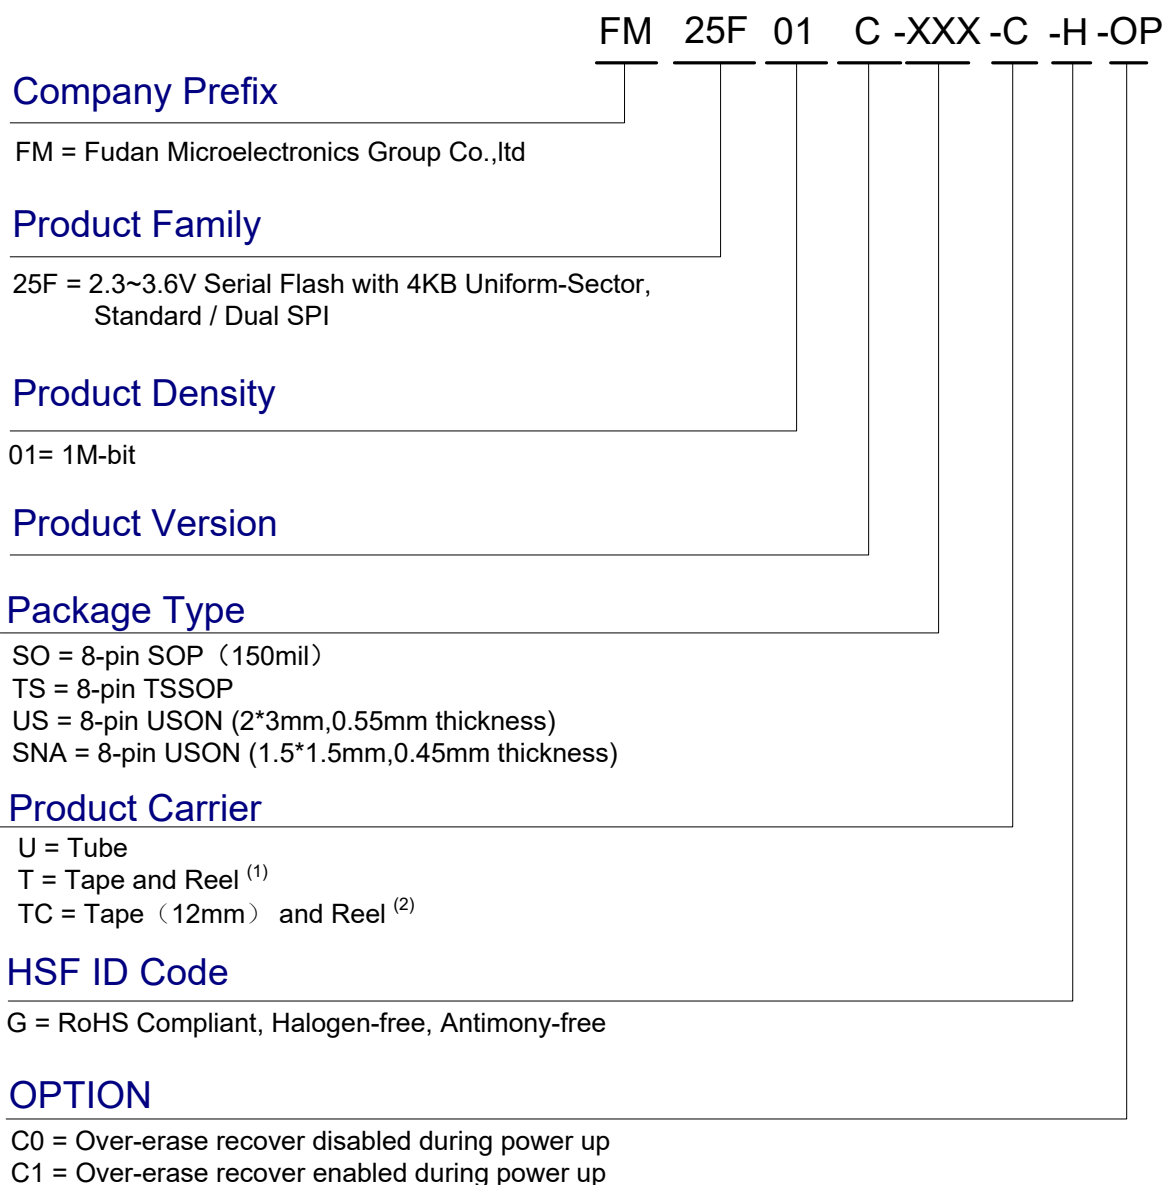 FM 25F 01 C -XXX -C -H -OP
Company Prefix
FM = Fudan Microelectronics Group Co.,ltd
Product Family
25F = 2.3~3.6V Serial Flash with 4KB Uniform-Sector,
Standard / Dual SPI
Product Density
01= 1M-bit
Product Version
Package Type
SO = 8-pin SOP（150mil）
TS = 8-pin TSSOP
US = 8-pin USON (2*3mm,0.55mm thickness)
SNA = 8-pin USON (1.5*1.5mm,0.45mm thickness)
Product Carrier
U = Tube
T = Tape and Reel (1)
TC = Tape（12mm） and Reel (2)
HSF ID Code
G = RoHS Compliant, Halogen-free, Antimony-free
OPTION
C0 = Over-erase recover disabled during power up
C1 = Over-erase recover enabled during power up